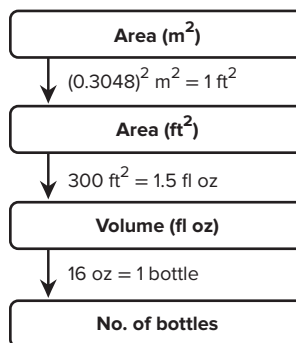 Area (m²)
(0.3048)² m² = 1 ft²
Area (ft²)
300 ft² = 1.5 fl oz
Volume (fl oz)
16 oz = 1 bottle
No. of bottles